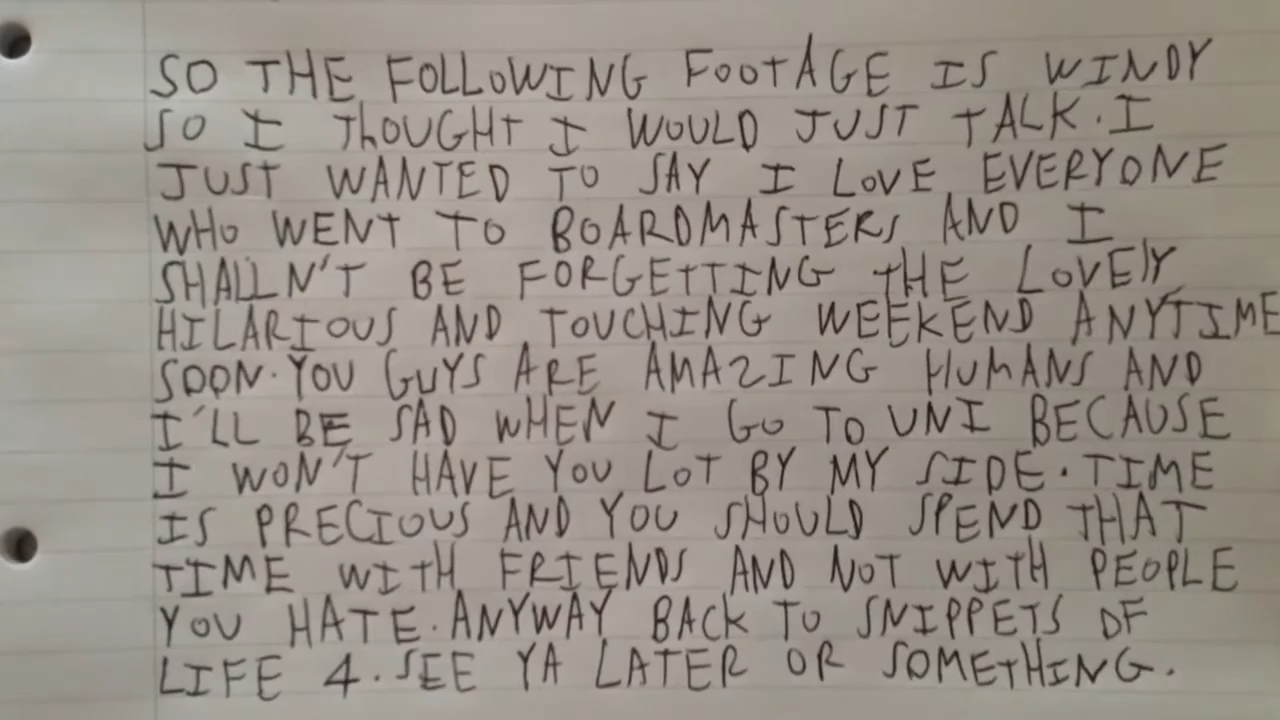 SO THE FOLLOWING FOOTAGE IS WINDY
SO I THOUGHT I WOULD JUST TALK. I
JUST WANTED TO SAY I LOVE EVERYONE
WHO WENT TO BOARDMASTERS AND I
SHALLN'T BE FORGETTING THE LOVELY
HILARIOUS AND TOUCHING WEEKEND ANYTIME
SOON. YOU GUYS ARE AMAZING HUMANS AND
I'LL BE SAD WHEN I GO TO UNI BECAUSE
I WON'T HAVE YOU LOT BY MY SIDE. TIME
IS PRECIOUS AND YOU SHOULD SPEND THAT
TIME WITH FRIENDS AND NOT WITH PEOPLE
YOU HATE. ANYWAY BACK TO SNIPPETS OF
LIFE 4. SEE YA LATER OR SOMETHING.